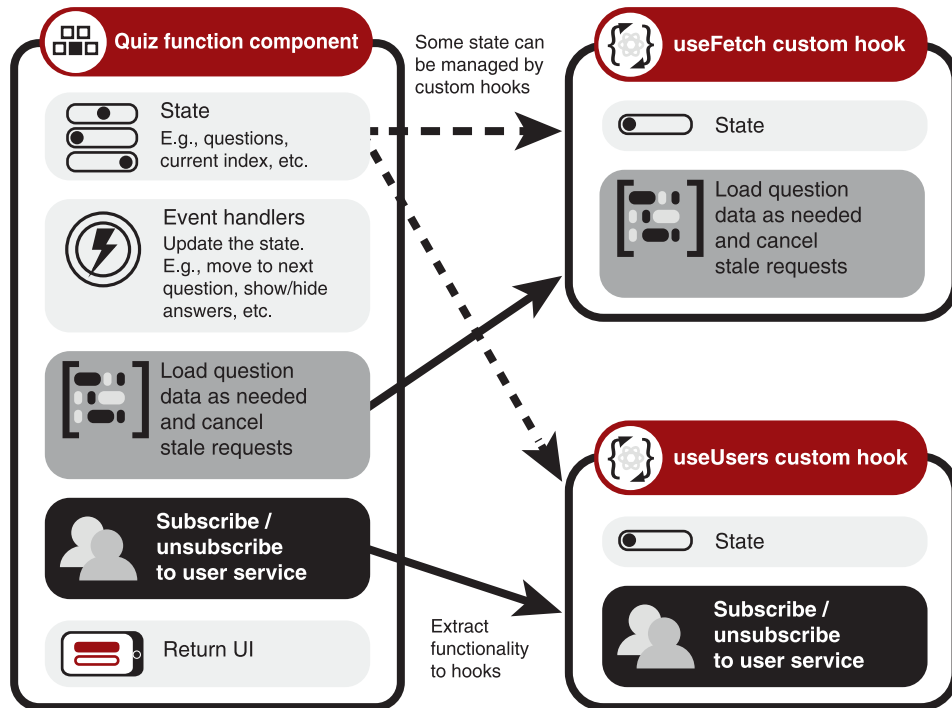 Quiz function component
State
E.g., questions,
current index, etc.
Event handlers
Update the state.
E.g., move to next
question, show/hide
answers, etc.
Load question
data as needed
and cancel
stale requests
Subscribe /
unsubscribe
to user service
Return UI
Some state can
be managed by
custom hooks
Extract
functionality
to hooks
useFetch custom hook
State
Load question
data as needed
and cancel
stale requests
useUsers custom hook
State
Subscribe /
unsubscribe
to user service